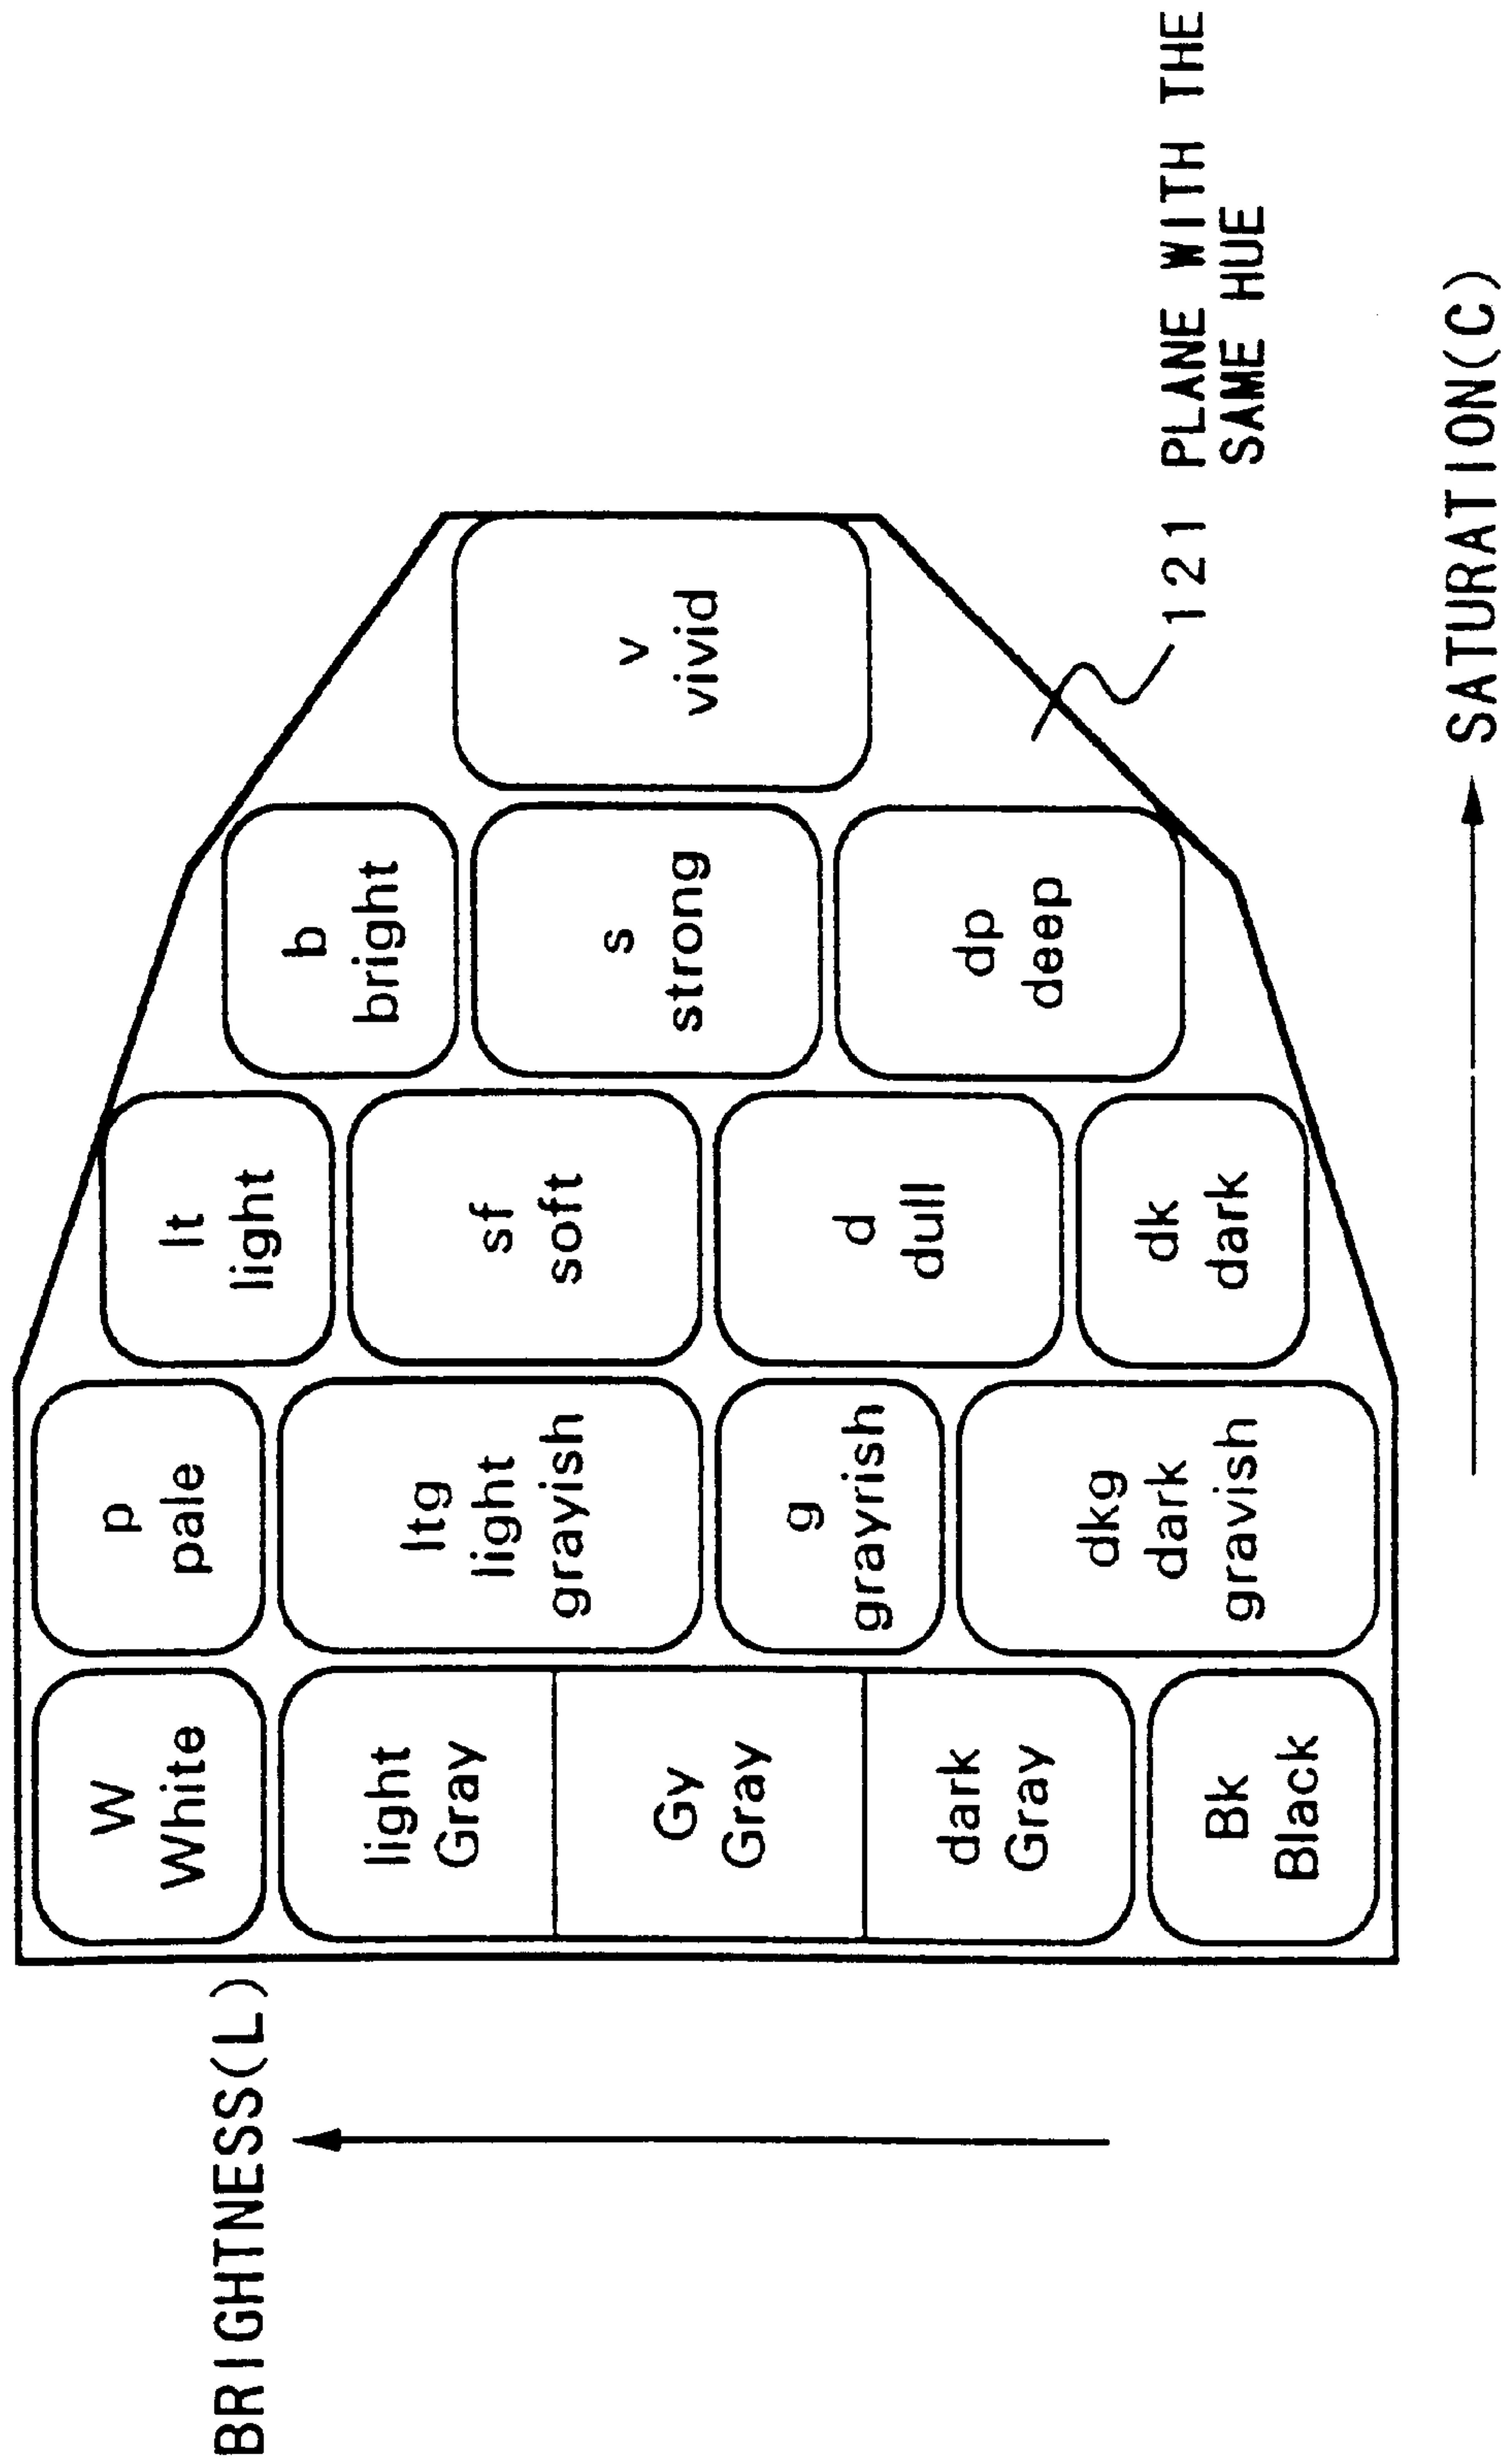 BRIGHTNESS(L)
W
White
light
Gray
Gy
Gray
dark
Gray
Bk
Black
p
pale
ltg
light
grayish
g
grayrish
dkg
dark
gravish
lt
light
sf
soft
d
dull
dk
dark
b
bright
s
strong
dp
deep
v
vivid
121 PLANE WITH THE
SAME HUE
SATURATION(C)